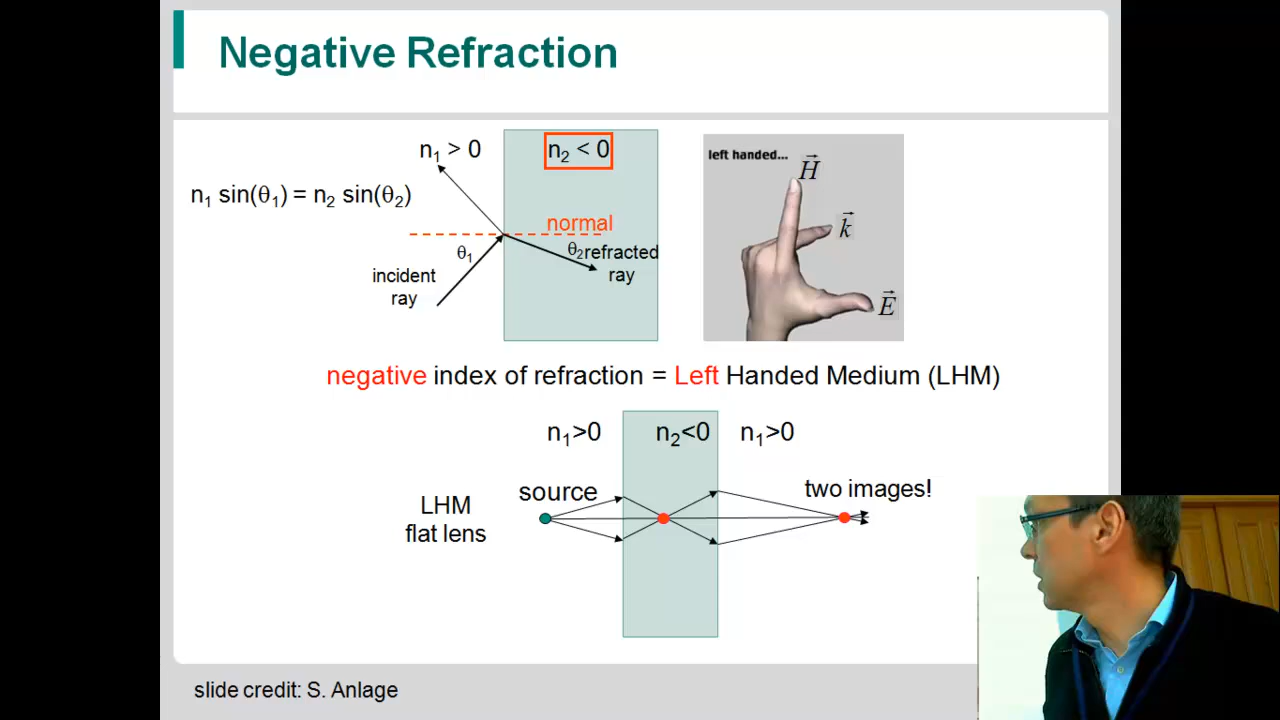 Negative Refraction
n₁ > 0
n₂ < 0
n₁ sin(θ₁) = n₂ sin(θ₂)
normal
θ₁
θ₂ refracted
ray
incident
ray
left handed...
H⃗
k⃗
E⃗
negative index of refraction = Left Handed Medium (LHM)
n₁>0
n₂<0
n₁>0
source
two images!
LHM
flat lens
slide credit: S. Anlage